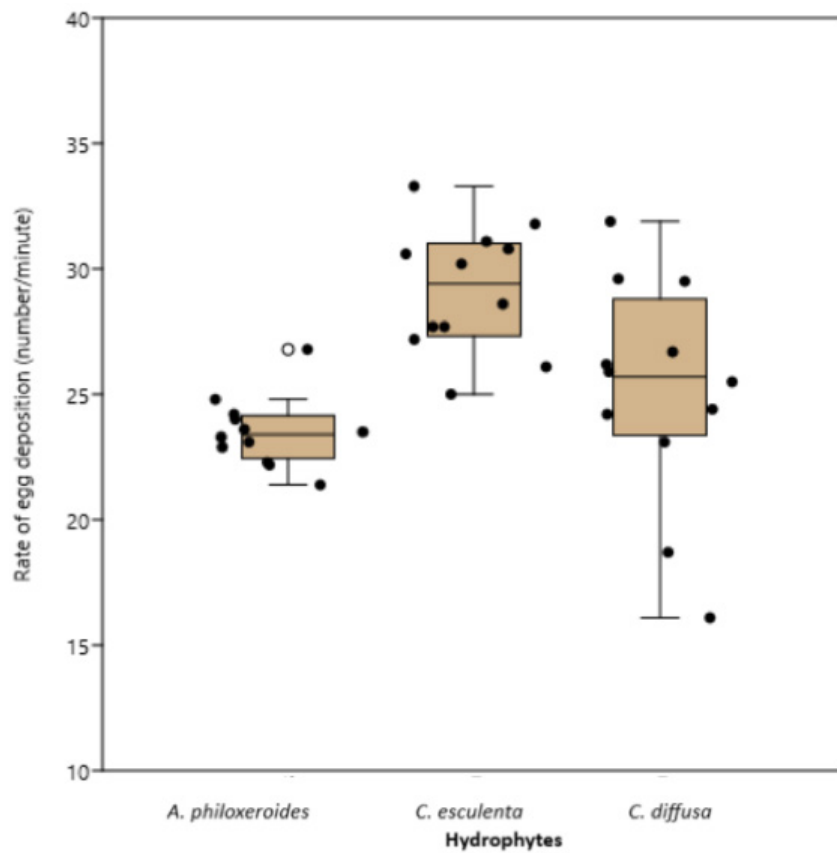 40
35
30
25
20
15
10
Rate of egg deposition (number/minute)
A. philoxeroides C. esculenta C. diffusa
Hydrophytes